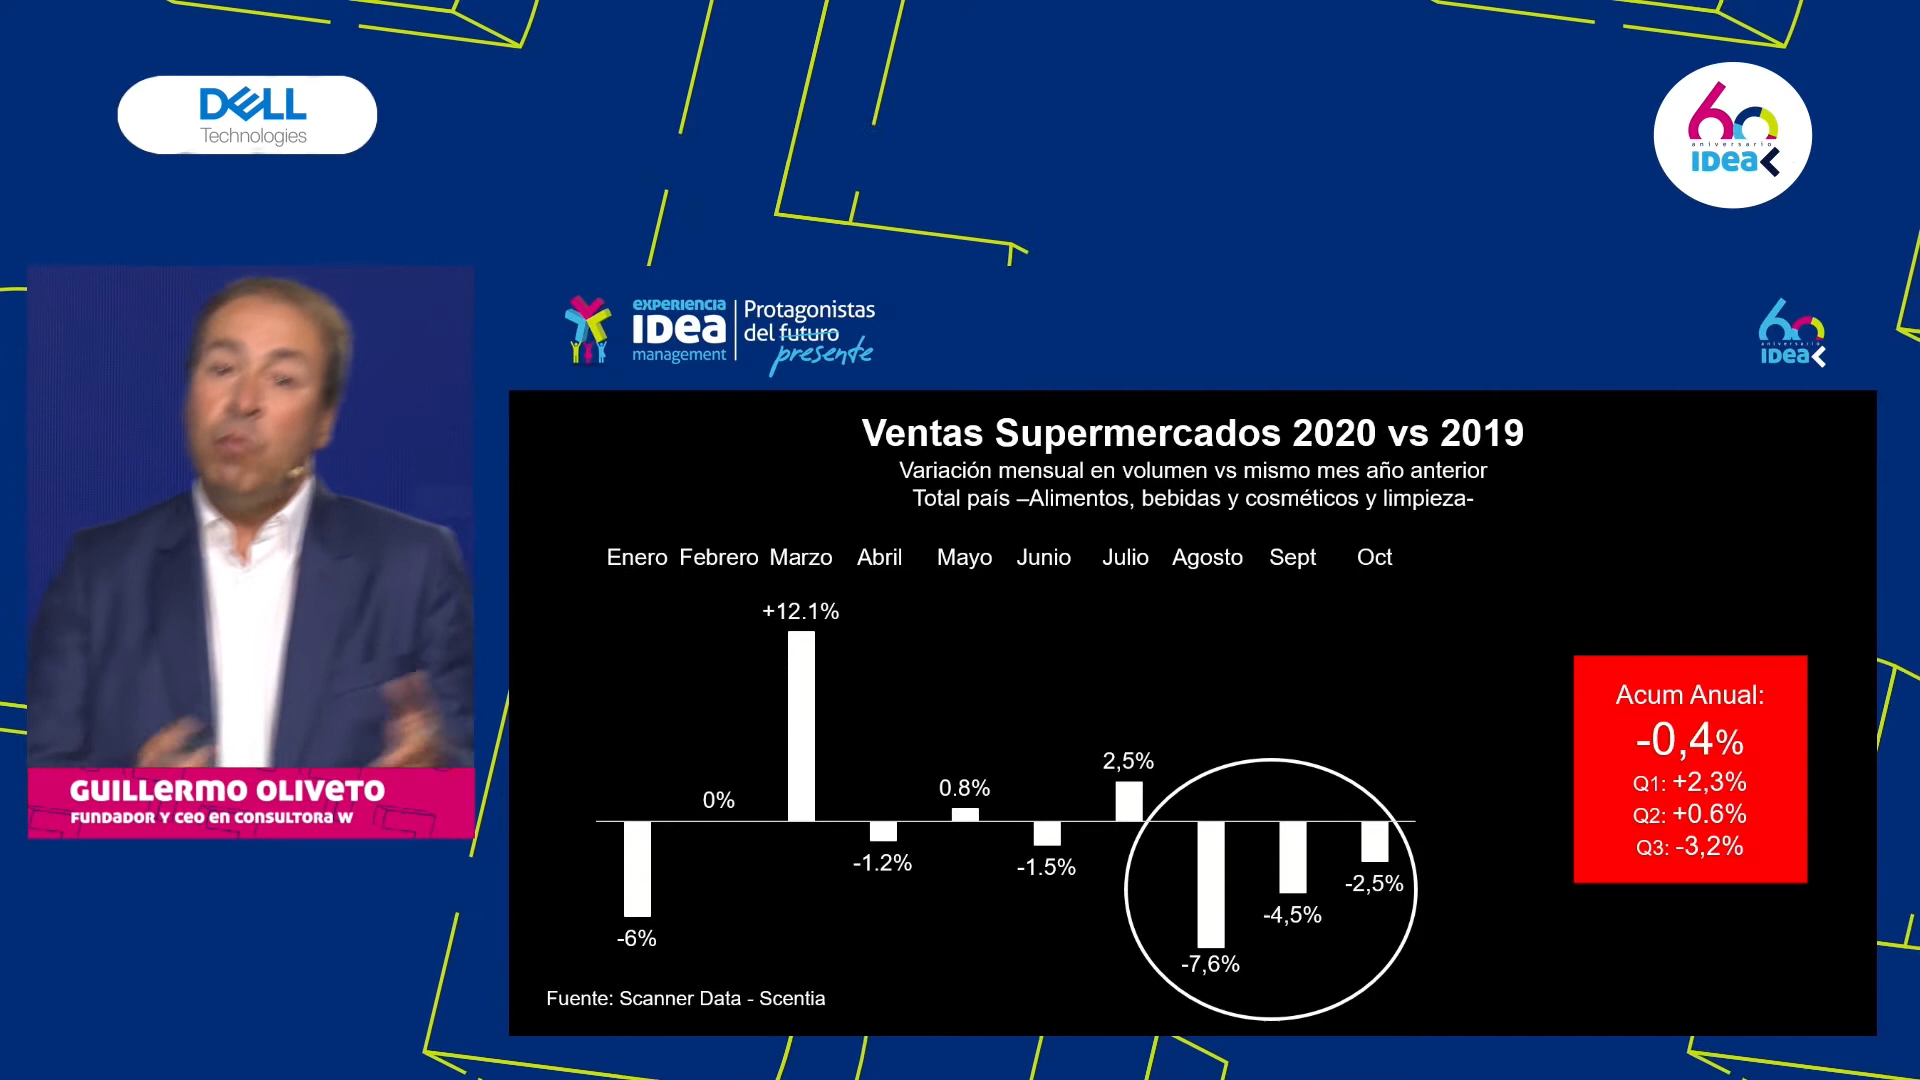 DELL
Technologies
60
aniversario
IDEA
EXPERIENCIA
IDEA
management
Protagonistas
del futuro
presente
60
aniversario
IDEA
Ventas Supermercados 2020 vs 2019
Variación mensual en volumen vs mismo mes año anterior
Total país –Alimentos, bebidas y cosméticos y limpieza-
Enero Febrero Marzo Abril Mayo Junio Julio Agosto Sept Oct
+12.1%
2,5%
0.8%
0%
-1.2%
-1.5%
-2,5%
-4,5%
-6%
-7,6%
Acum Anual:
-0,4%
Q1: +2,3%
Q2: +0.6%
Q3: -3,2%
Fuente: Scanner Data - Scentia
GUILLERMO OLIVETO
FUNDADOR Y CEO EN CONSULTORA W